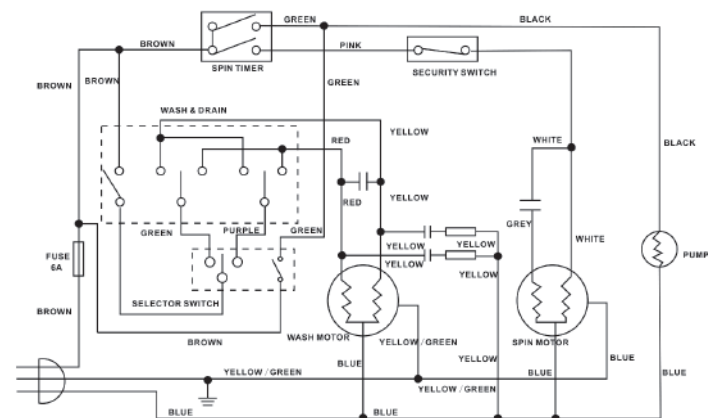 GREEN
BLACK
BROWN
PINK
SPIN TIMER
SECURITY SWITCH
BROWN
BROWN
GREEN
WASH & DRAIN
RED
YELLOW
WHITE
BLACK
YELLOW
RED
GREY
GREEN
PURPLE
GREEN
YELLOW
YELLOW
WHITE
FUSE
6A
YELLOW
YELLOW
PUMP
SELECTOR SWITCH
BROWN
WASH MOTOR
YELLOW / GREEN
SPIN MOTOR
BROWN
BLUE
YELLOW
BLUE
BLUE
BLUE
YELLOW / GREEN
YELLOW / GREEN
BLUE
BLUE